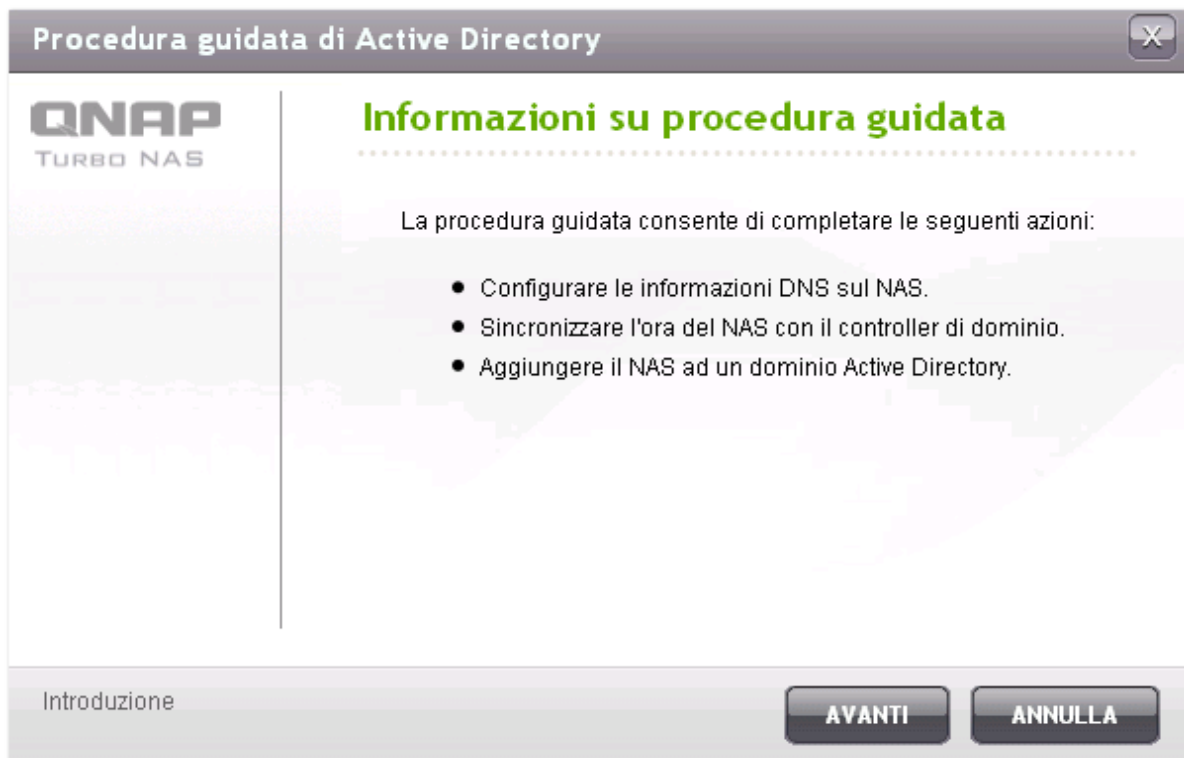 Procedura guidata di Active Directory
X
QNAP
TURBO NAS
Informazioni su procedura guidata
La procedura guidata consente di completare le seguenti azioni:
● Configurare le informazioni DNS sul NAS.
● Sincronizzare l'ora del NAS con il controller di dominio.
● Aggiungere il NAS ad un dominio Active Directory.
Introduzione
AVANTI
ANNULLA